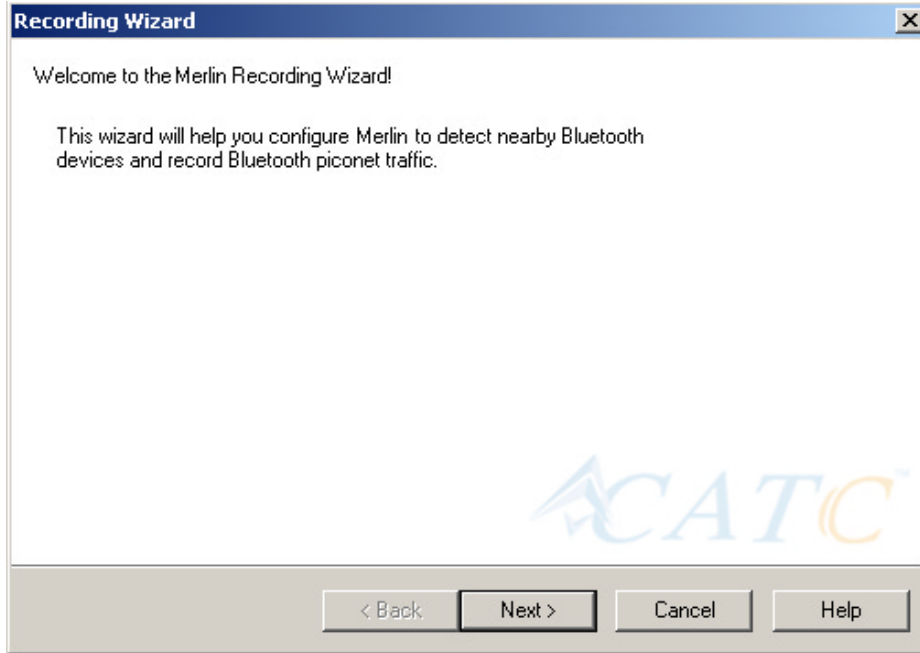 Recording Wizard
Welcome to the Merlin Recording Wizard!
This wizard will help you configure Merlin to detect nearby Bluetooth
devices and record Bluetooth piconet traffic.
CATC™
< Back Next > Cancel Help